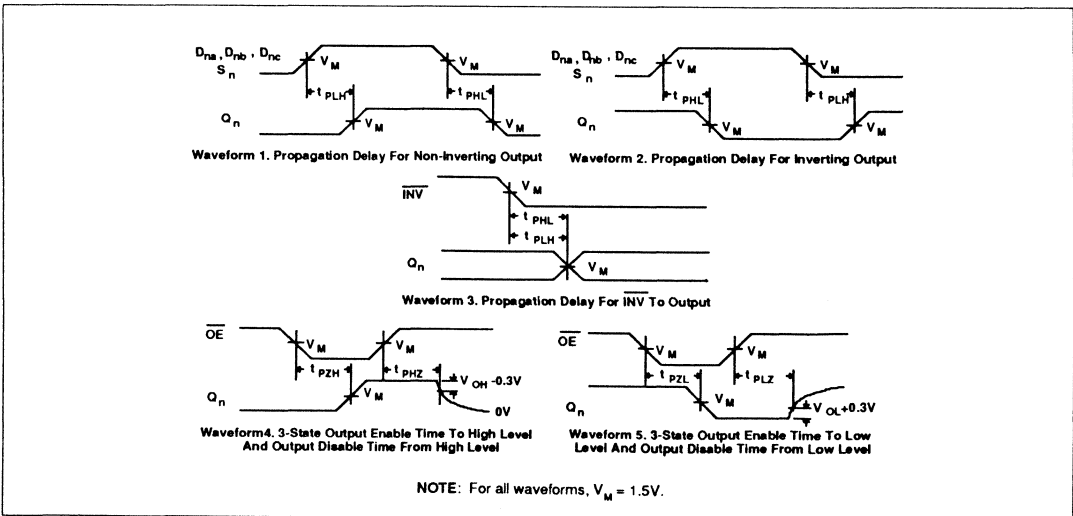 Dna, Dnb, Dnc
Sn
VM
VM
tPLH
tPHL
Qn
VM
VM
Waveform 1. Propagation Delay For Non-Inverting Output
Dna, Dnb, Dnc
Sn
VM
VM
tPHL
tPLH
Qn
VM
VM
Waveform 2. Propagation Delay For Inverting Output
INV
VM
tPHL
tPLH
Qn
VM
Waveform 3. Propagation Delay For INV To Output
OE
VM
VM
tPZH
tPHZ
VOH -0.3V
Qn
VM
0V
Waveform4. 3-State Output Enable Time To High Level
And Output Disable Time From High Level
OE
VM
VM
tPZL
tPLZ
Qn
VM
VOL+0.3V
Waveform 5. 3-State Output Enable Time To Low
Level And Output Disable Time From Low Level
NOTE: For all waveforms, VM = 1.5V.